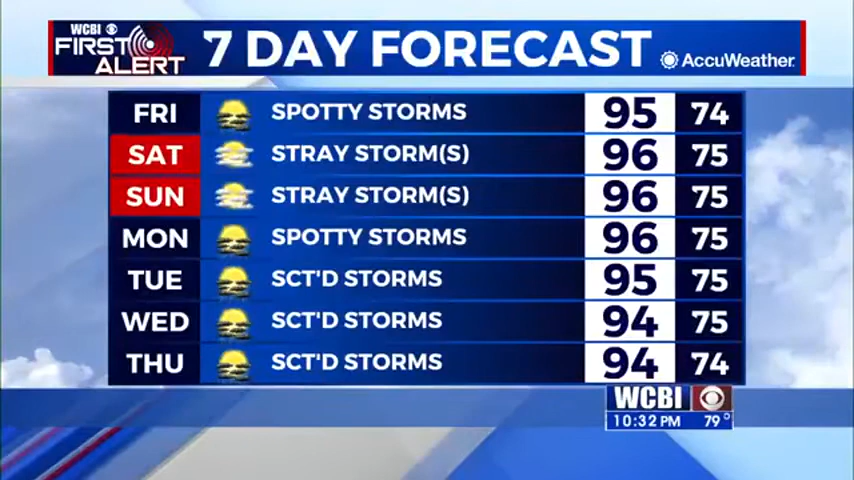 WCBI
FIRST ALERT
7 DAY FORECAST
AccuWeather
FRI SPOTTY STORMS 95 74
SAT STRAY STORM(S) 96 75
SUN STRAY STORM(S) 96 75
MON SPOTTY STORMS 96 75
TUE SCT'D STORMS 95 75
WED SCT'D STORMS 94 75
THU SCT'D STORMS 94 74
WCBI
10:32 PM 79°